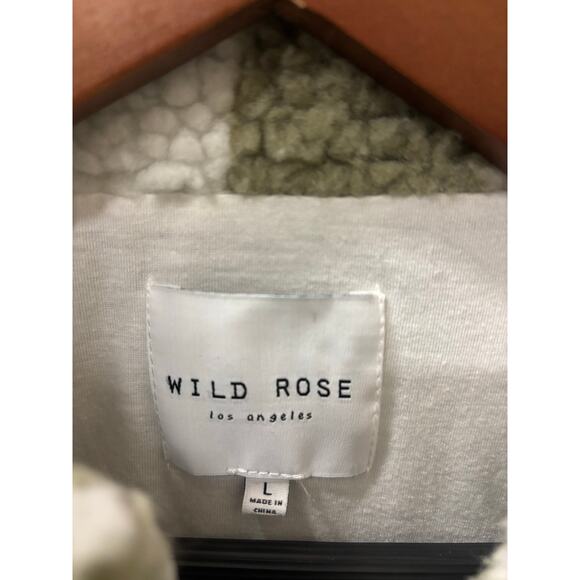 WILD ROSE
los angeles
L
MADE IN
CHINA